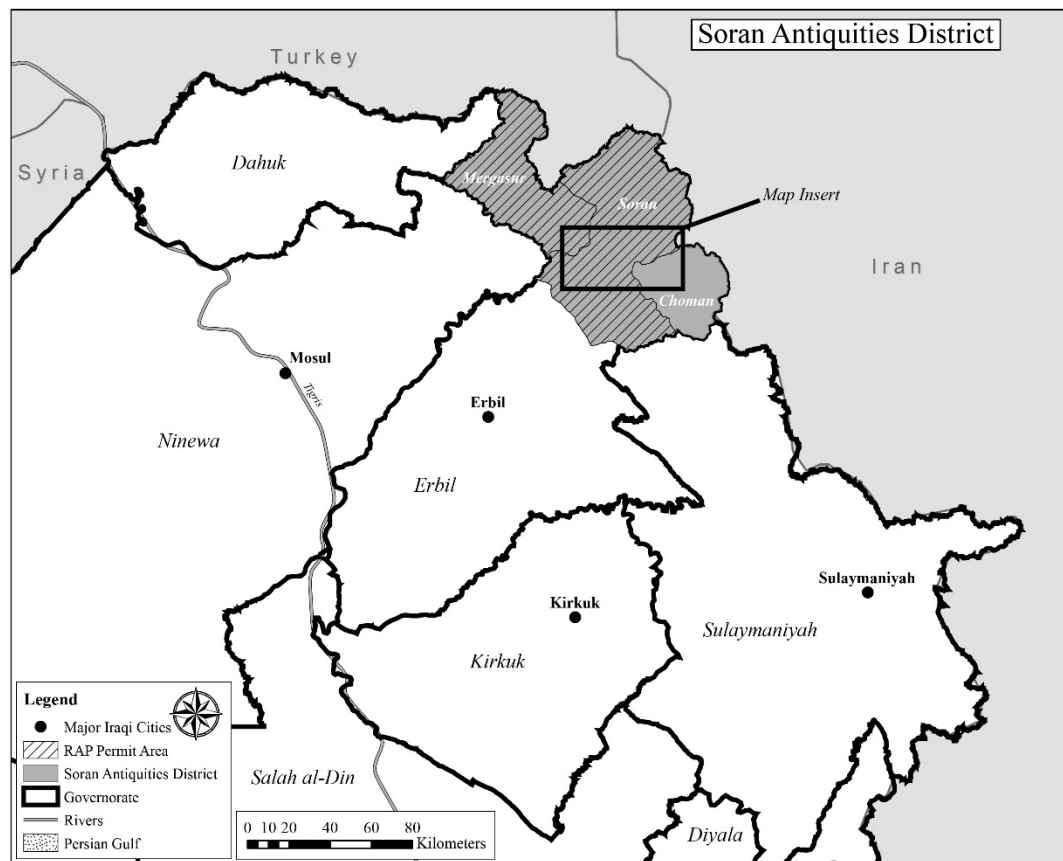 Soran Antiquities District
Turkey
Syria
Dahuk
Mergasur
Soran
Map Insert
Iran
Choman
Mosul
Tigris
Erbil
Ninewa
Erbil
Sulaymaniyah
Kirkuk
Sulaymaniyah
Kirkuk
Legend
Major Iraqi Cities
RAP Permit Area
Soran Antiquities District
Governorate
Rivers
Persian Gulf
Salah al-Din
0 10 20 40 60 80
Kilometers
Diyala